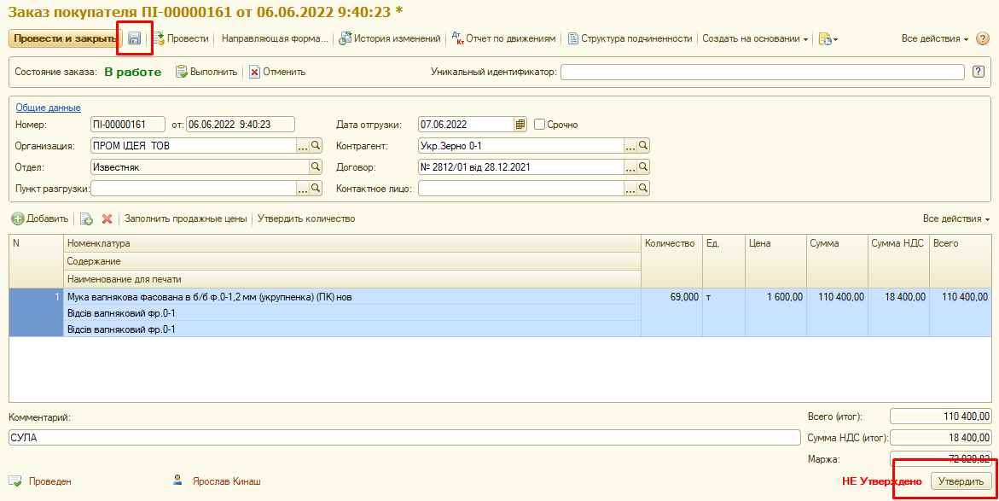 Заказ покупателя ПІ-00000161 от 06.06.2022 9:40:23 *
Провести и закрыть Провести Направляющая форма... История изменений Дт Кт Отчет по движениям Структура подчиненности Создать на основании Все действия ?
Состояние заказа: В работе Выполнить Отменить Уникальный идентификатор: ?
Общие данные
Номер: ПІ-00000161 от: 06.06.2022 9:40:23 Дата отгрузки: 07.06.2022 Срочно
Организация: ПРОМ ІДЕЯ ТОВ ... Контрагент: Укр.Зерно 0-1 ...
Отдел: Известняк Договор: № 2812/01 від 28.12.2021 ...
Пункт разгрузки: ... Контактное лицо: ...
Добавить Заполнить продажные цены Утвердить количество Все действия
N Номенклатура Количество Ед. Цена Сумма Сумма НДС Всего
Содержание
Наименование для печати
1 Мука вапнякова фасована в б/б ф.0-1,2 мм (укрупненка) (ПК) нов 69,000 т 1 600,00 110 400,00 18 400,00 110 400,00
Відсів вапняковий фр.0-1
Відсів вапняковий фр.0-1
Комментарий: Всего (итог): 110 400,00
СУЛА Сумма НДС (итог): 18 400,00
Маржа: 72 020,82
Проведен Ярослав Кинаш НЕ Утверждено Утвердить